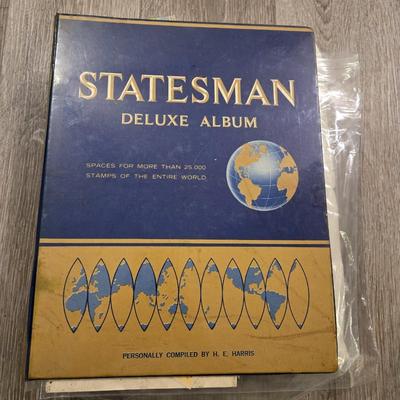 STATESMAN
DELUXE ALBUM
SPACES FOR MORE THAN 25,000
STAMPS OF THE ENTIRE WORLD
PERSONALLY COMPILED BY H. E. HARRIS